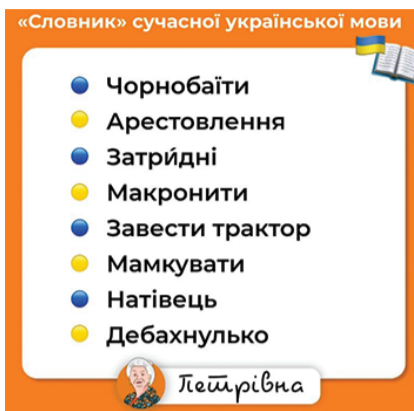 «Словник» сучасної української мови
Чорнобаїти
Арестовлення
Затри́дні
Макронити
Завести трактор
Мамкувати
Натівець
Дебахнулько
Петрівна